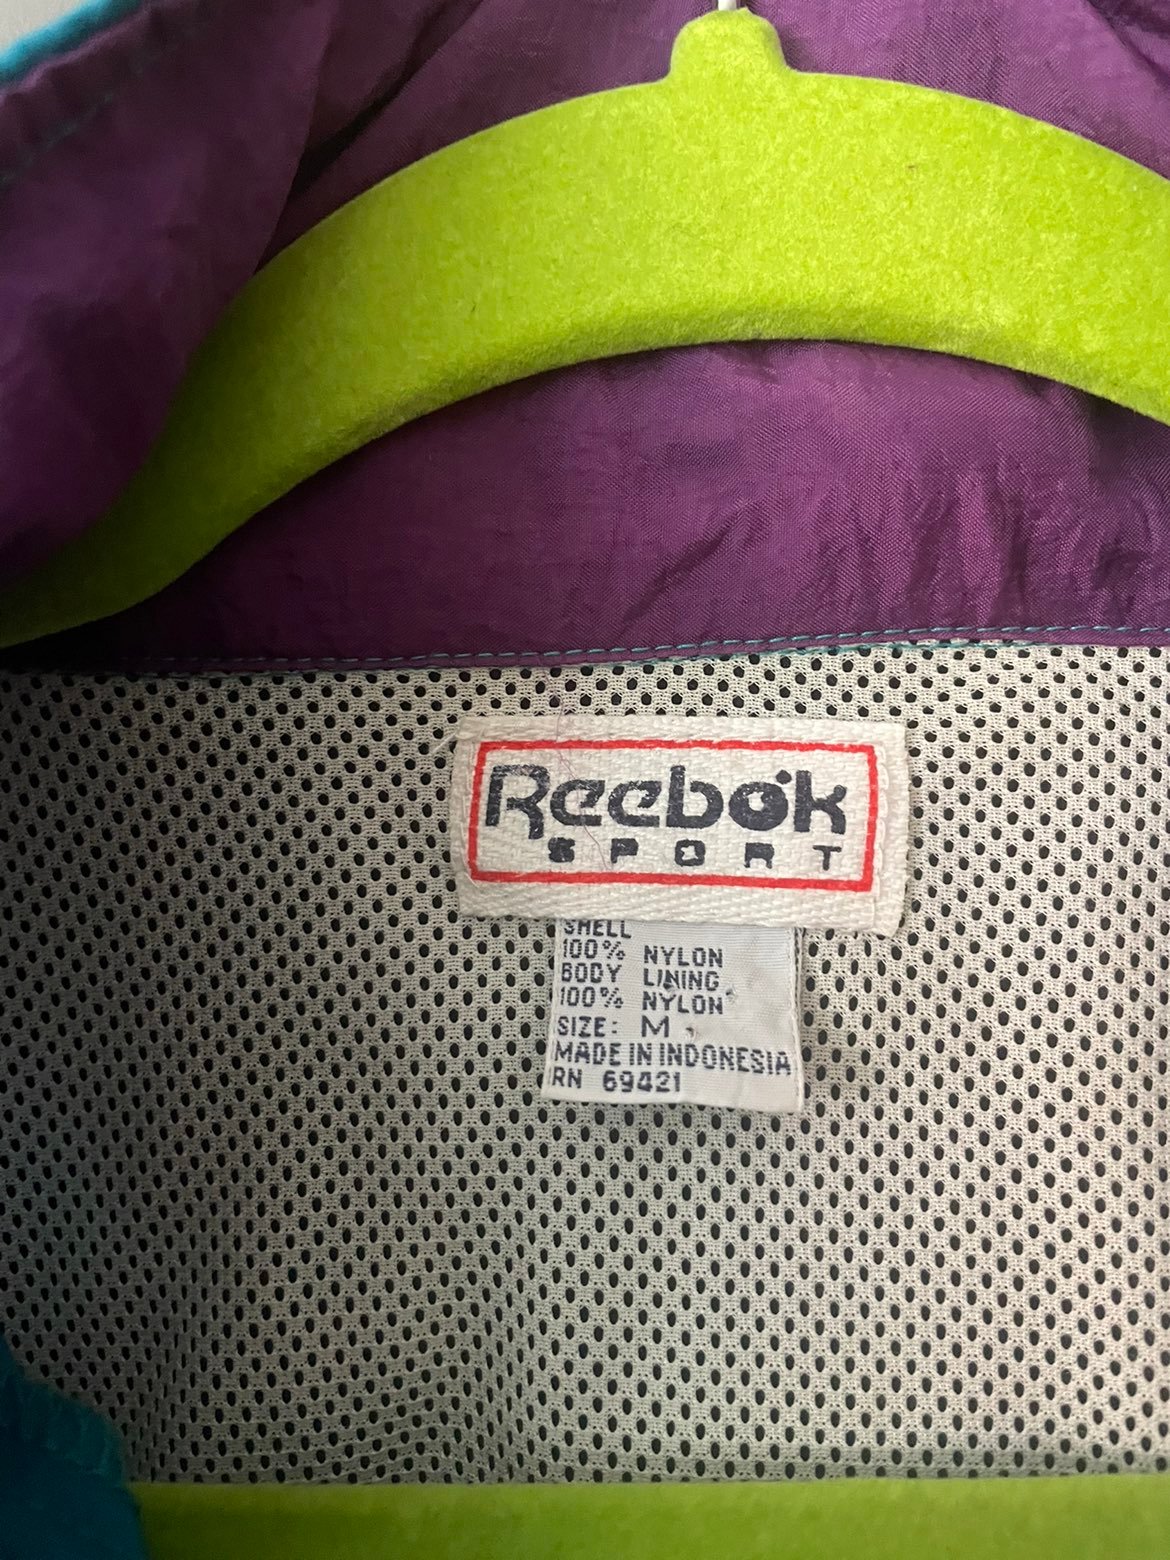 Reebok
SPORT
SHELL
100% NYLON
BODY LINING
100% NYLON
SIZE: M
MADE IN INDONESIA
RN 69421